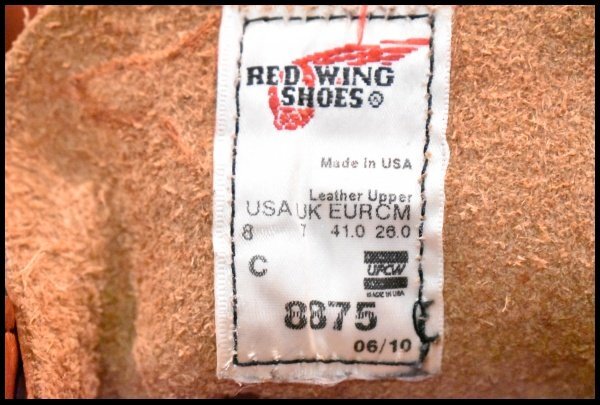 RED WING
SHOES ®
Made in USA
Leather Upper
USA UK EUR CM
8 7 41.0 26.0
C
UFCW
MADE IN USA
8875
06/10